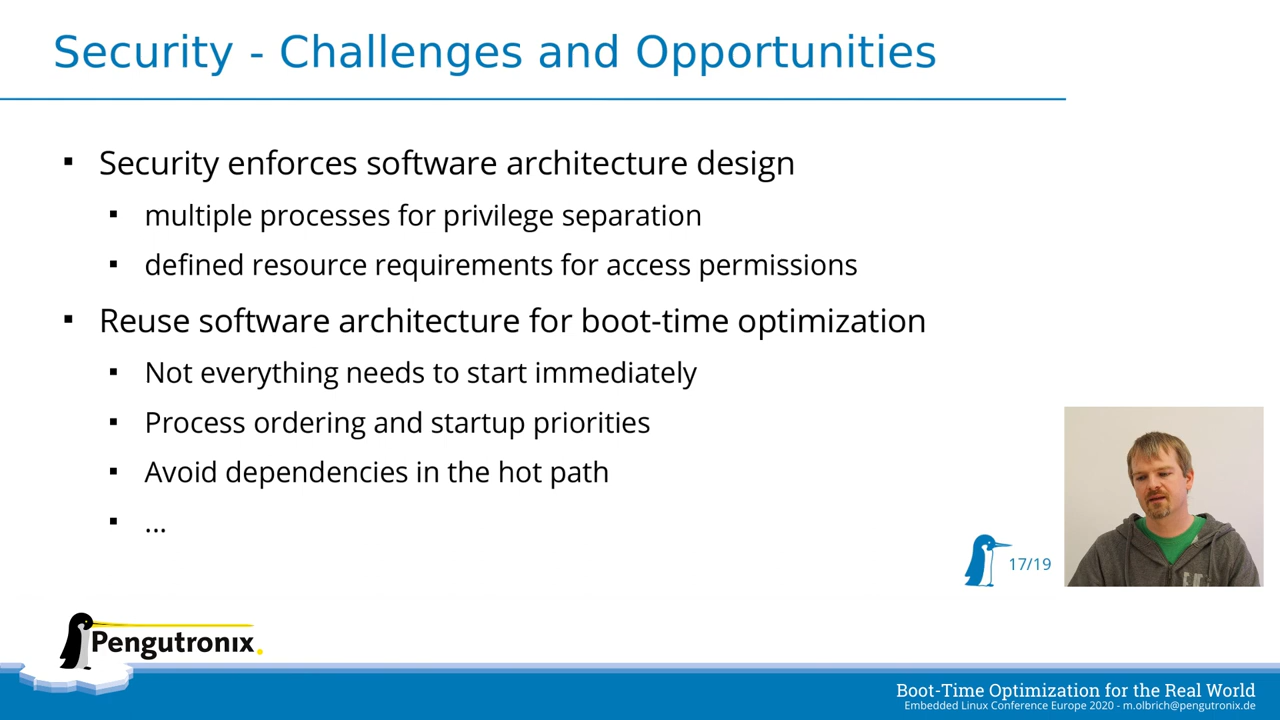 Security - Challenges and Opportunities
Security enforces software architecture design
multiple processes for privilege separation
defined resource requirements for access permissions
Reuse software architecture for boot-time optimization
Not everything needs to start immediately
Process ordering and startup priorities
Avoid dependencies in the hot path
...
17/19
Pengutronix.
Boot-Time Optimization for the Real World
Embedded Linux Conference Europe 2020 - m.olbrich@pengutronix.de